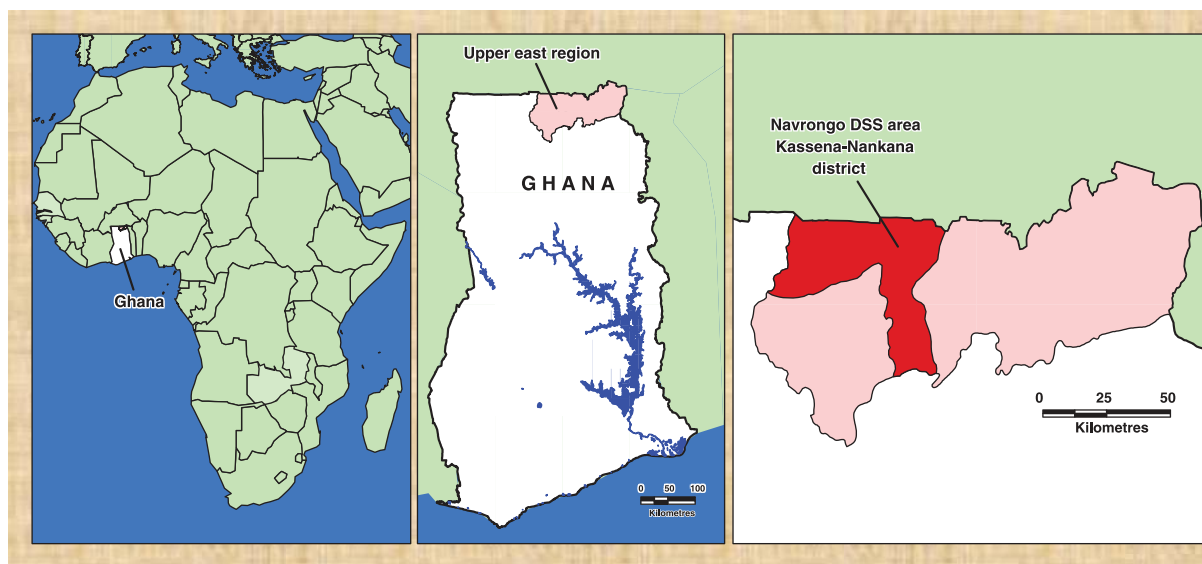 Ghana
Upper east region
GHANA
0 50 100
Kilometres
Navrongo DSS area
Kassena-Nankana
district
0 25 50
Kilometres